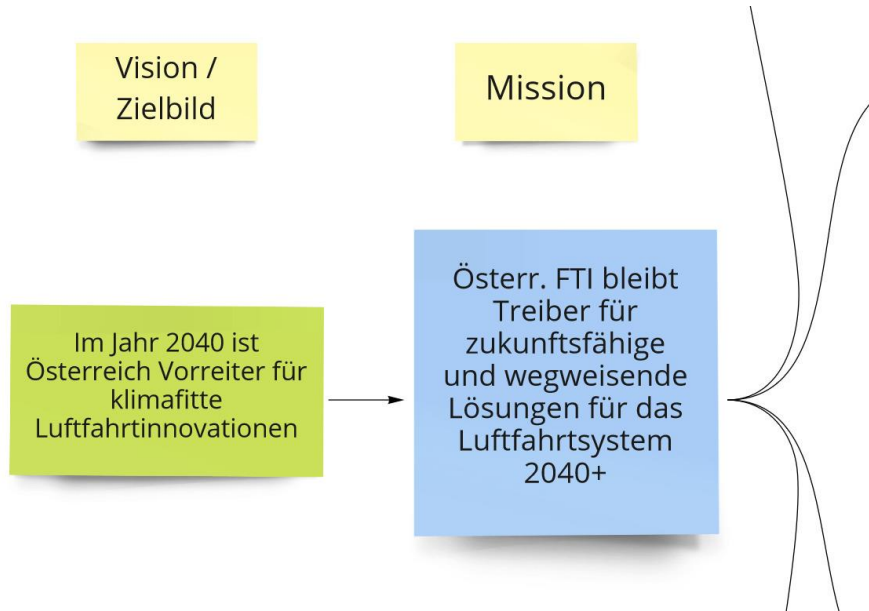 Vision /
Zielbild
Mission
Im Jahr 2040 ist
Österreich Vorreiter für
klimafitte
Luftfahrtinnovationen
Österr. FTI bleibt
Treiber für
zukunftsfähige
und wegweisende
Lösungen für das
Luftfahrtsystem
2040+